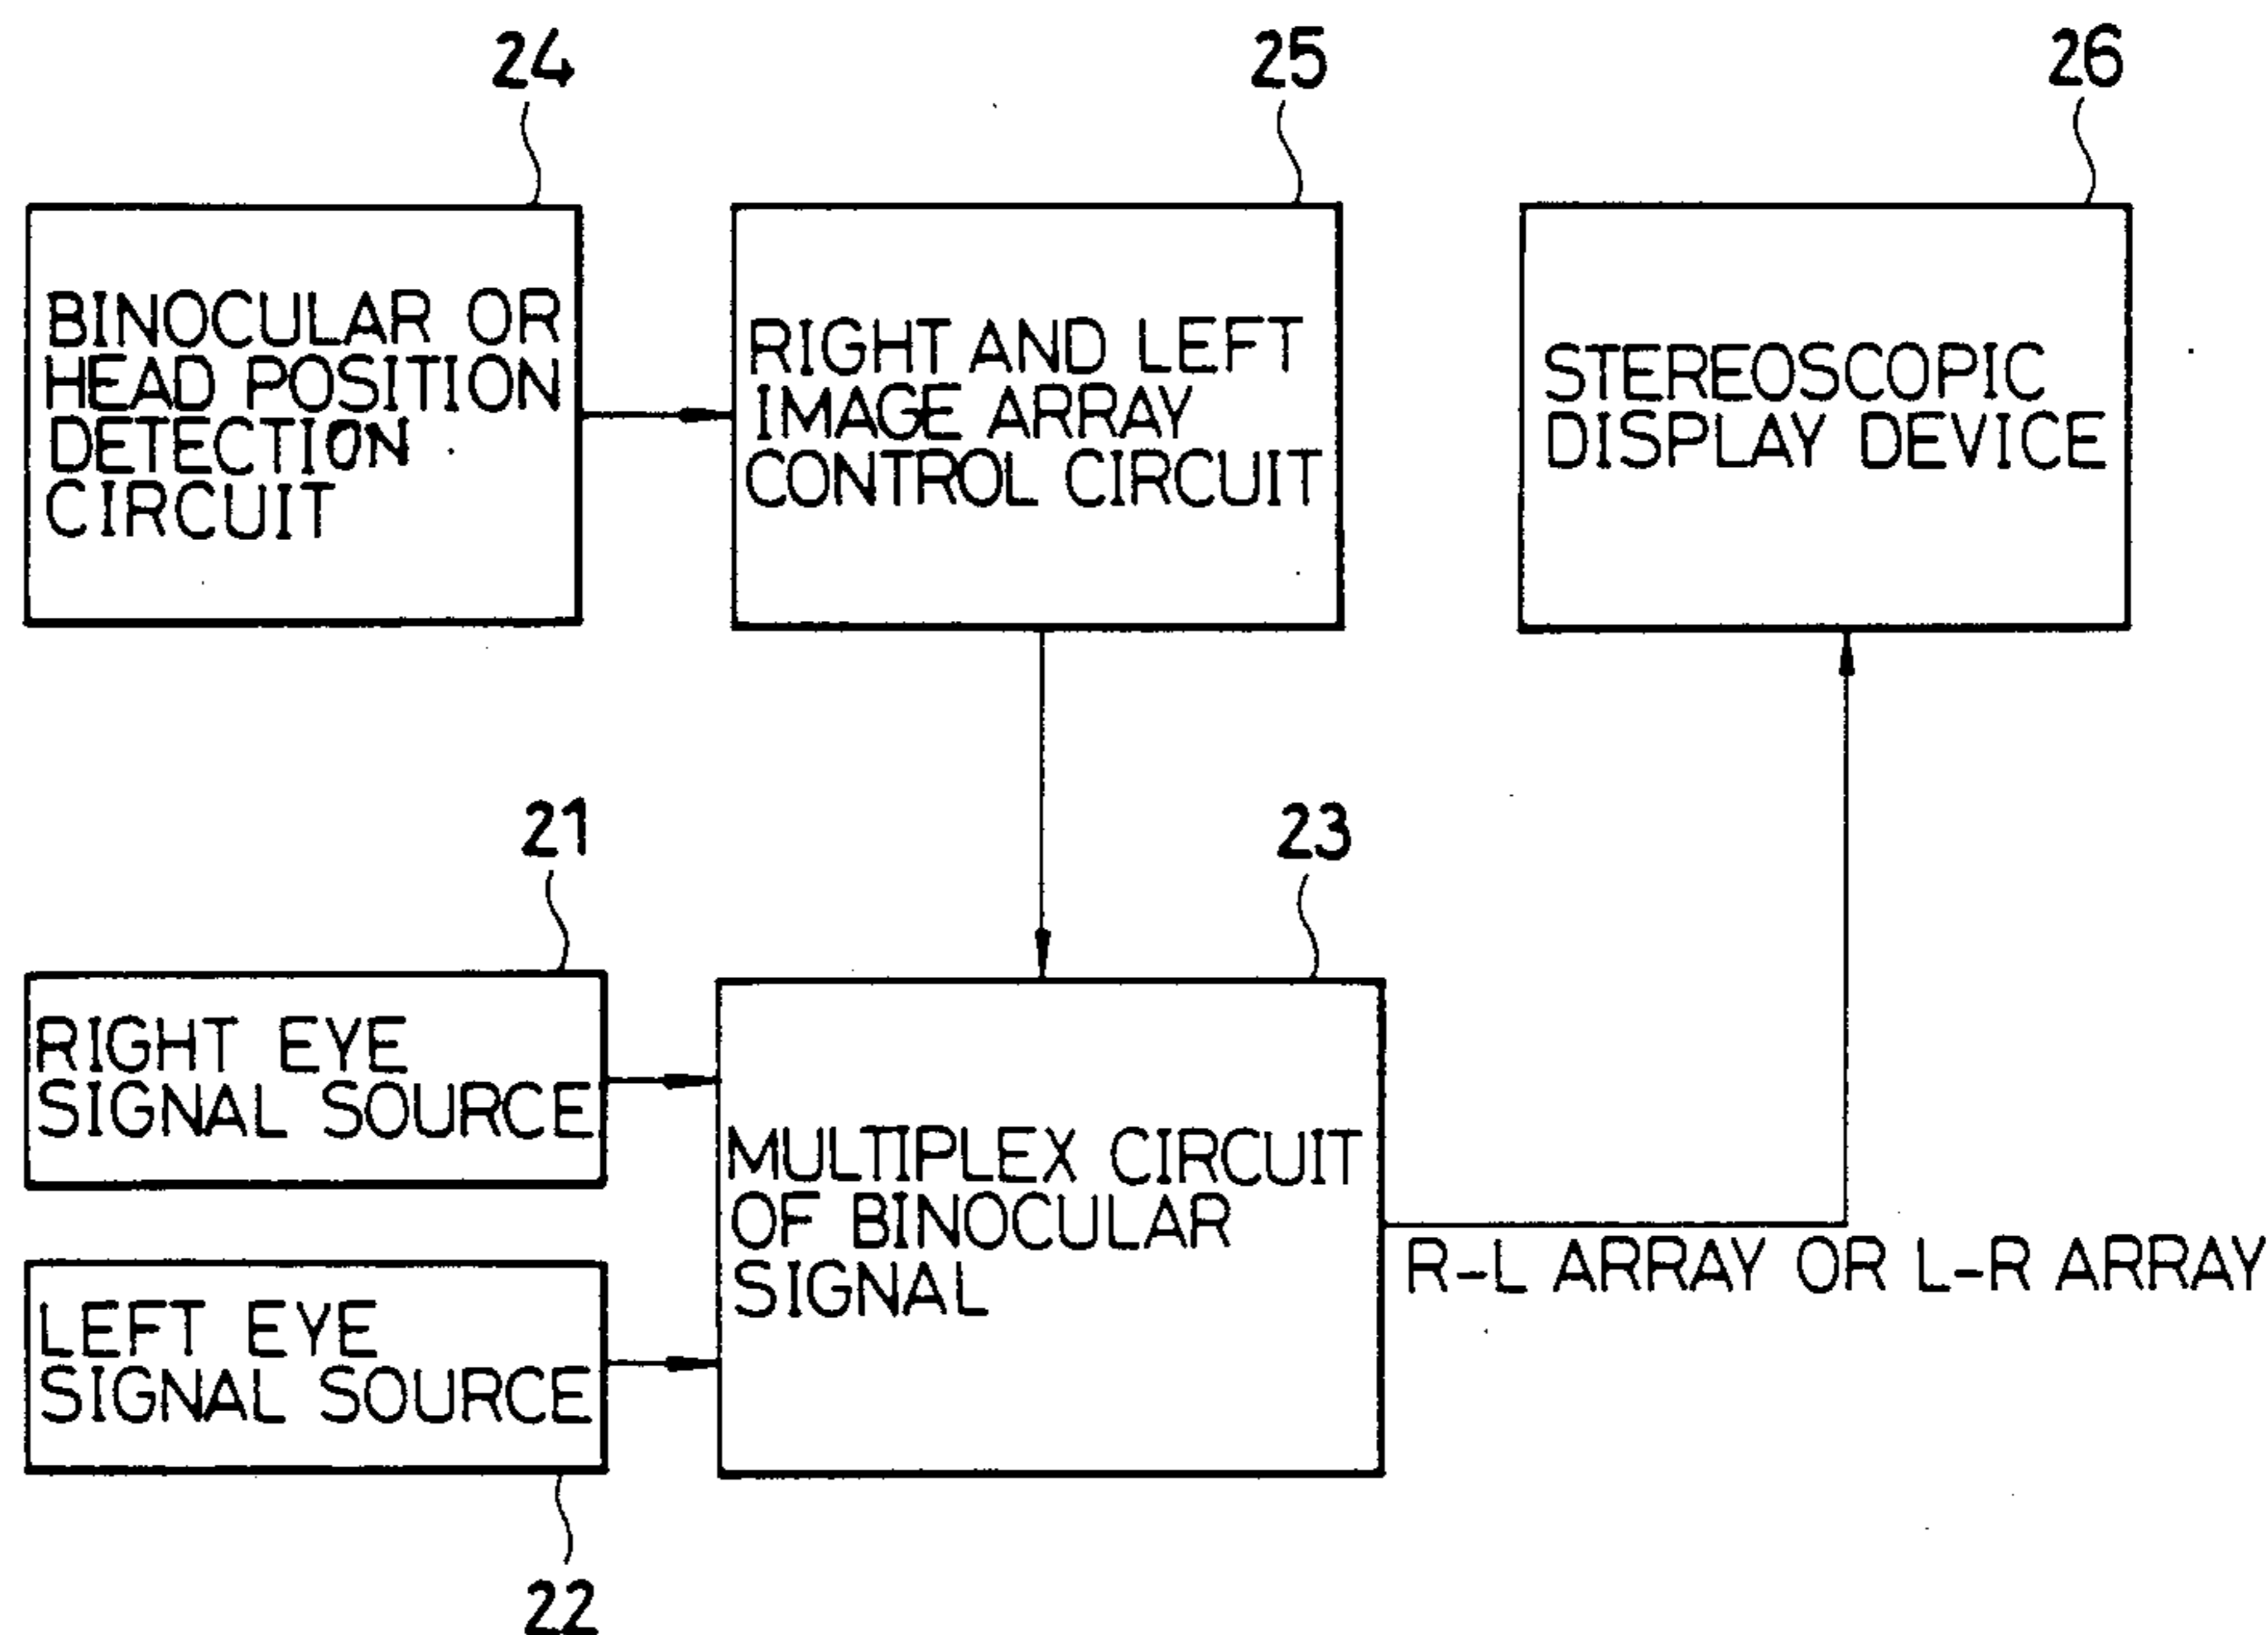 24
25
26
BINOCULAR OR
HEAD POSITION
DETECTION
CIRCUIT
RIGHT AND LEFT
IMAGE ARRAY
CONTROL CIRCUIT
STEREOSCOPIC
DISPLAY DEVICE
21
23
RIGHT EYE
SIGNAL SOURCE
LEFT EYE
SIGNAL SOURCE
22
MULTIPLEX CIRCUIT
OF BINOCULAR
SIGNAL
R-L ARRAY OR L-R ARRAY